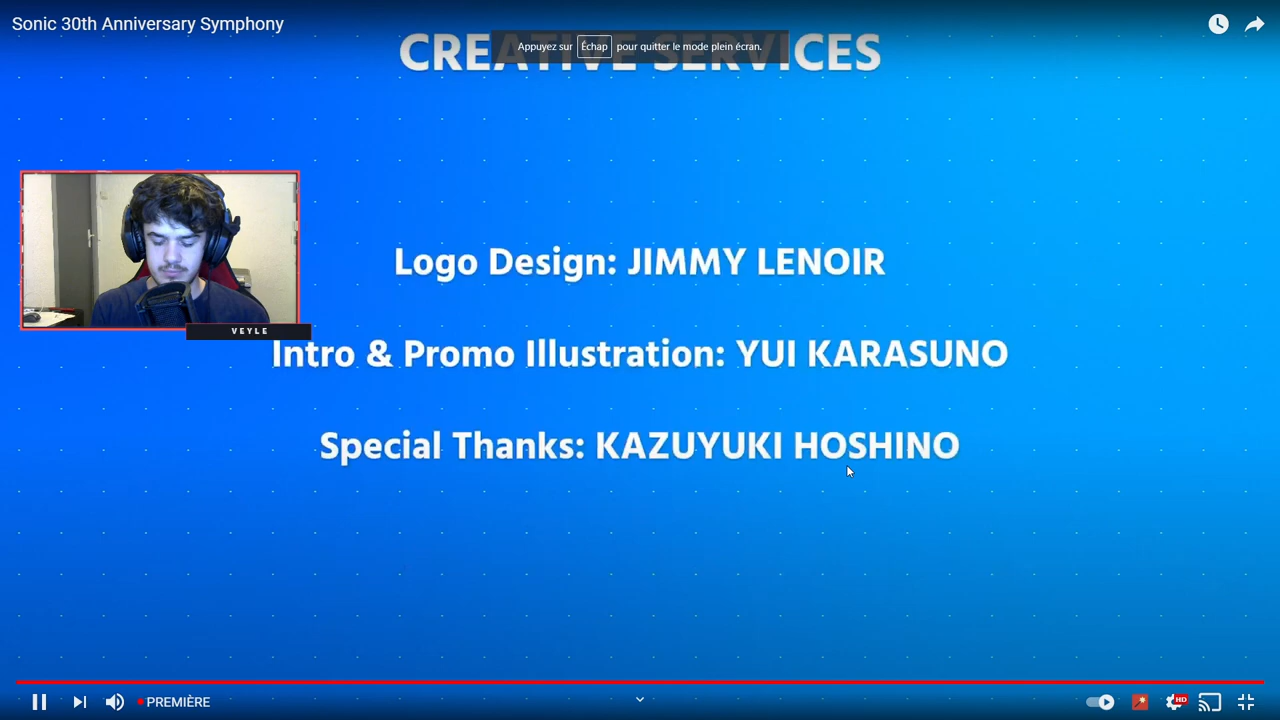 Sonic 30th Anniversary Symphony
Appuyez sur Échap pour quitter le mode plein écran.
CREATIVE SERVICES
Logo Design: JIMMY LENOIR
VEYLE
Intro & Promo Illustration: YUI KARASUNO
Special Thanks: KAZUYUKI HOSHINO
PREMIÈRE
HD